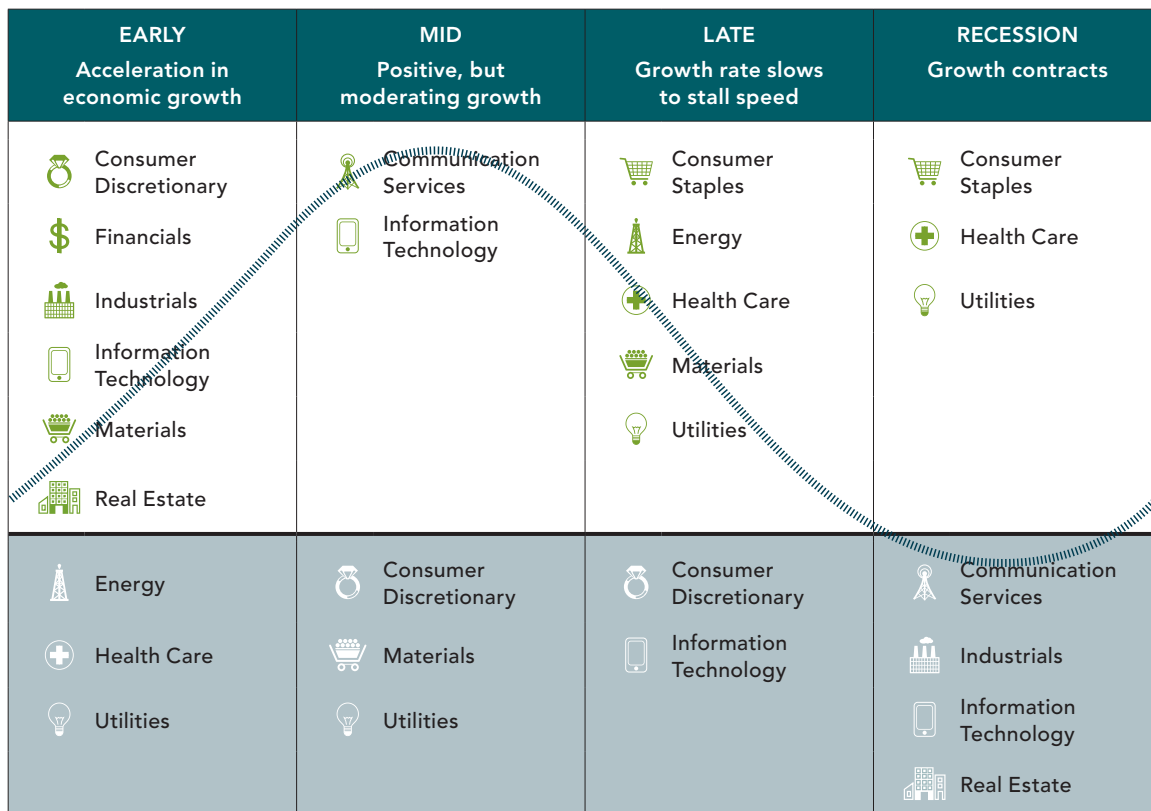 EARLY
Acceleration in
economic growth
MID
Positive, but
moderating growth
LATE
Growth rate slows
to stall speed
RECESSION
Growth contracts
Consumer
Discretionary
Financials
Industrials
Information
Technology
Materials
Real Estate
Communication
Services
Information
Technology
Consumer
Staples
Energy
Health Care
Materials
Utilities
Consumer
Staples
Health Care
Utilities
Energy
Health Care
Utilities
Consumer
Discretionary
Materials
Utilities
Consumer
Discretionary
Information
Technology
Communication
Services
Industrials
Information
Technology
Real Estate